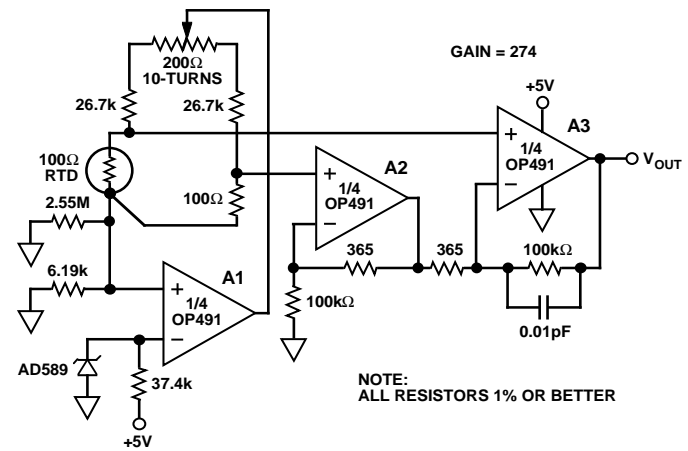 GAIN = 274
200Ω
10-TURNS
+5V
26.7k
26.7k
A3
+
1/4
OP491
−
VOUT
100Ω
RTD
A2
+
1/4
OP491
−
100Ω
2.55M
365
365
100kΩ
6.19k
A1
+
1/4
OP491
−
100kΩ
0.01pF
AD589
37.4k
NOTE:
ALL RESISTORS 1% OR BETTER
+5V